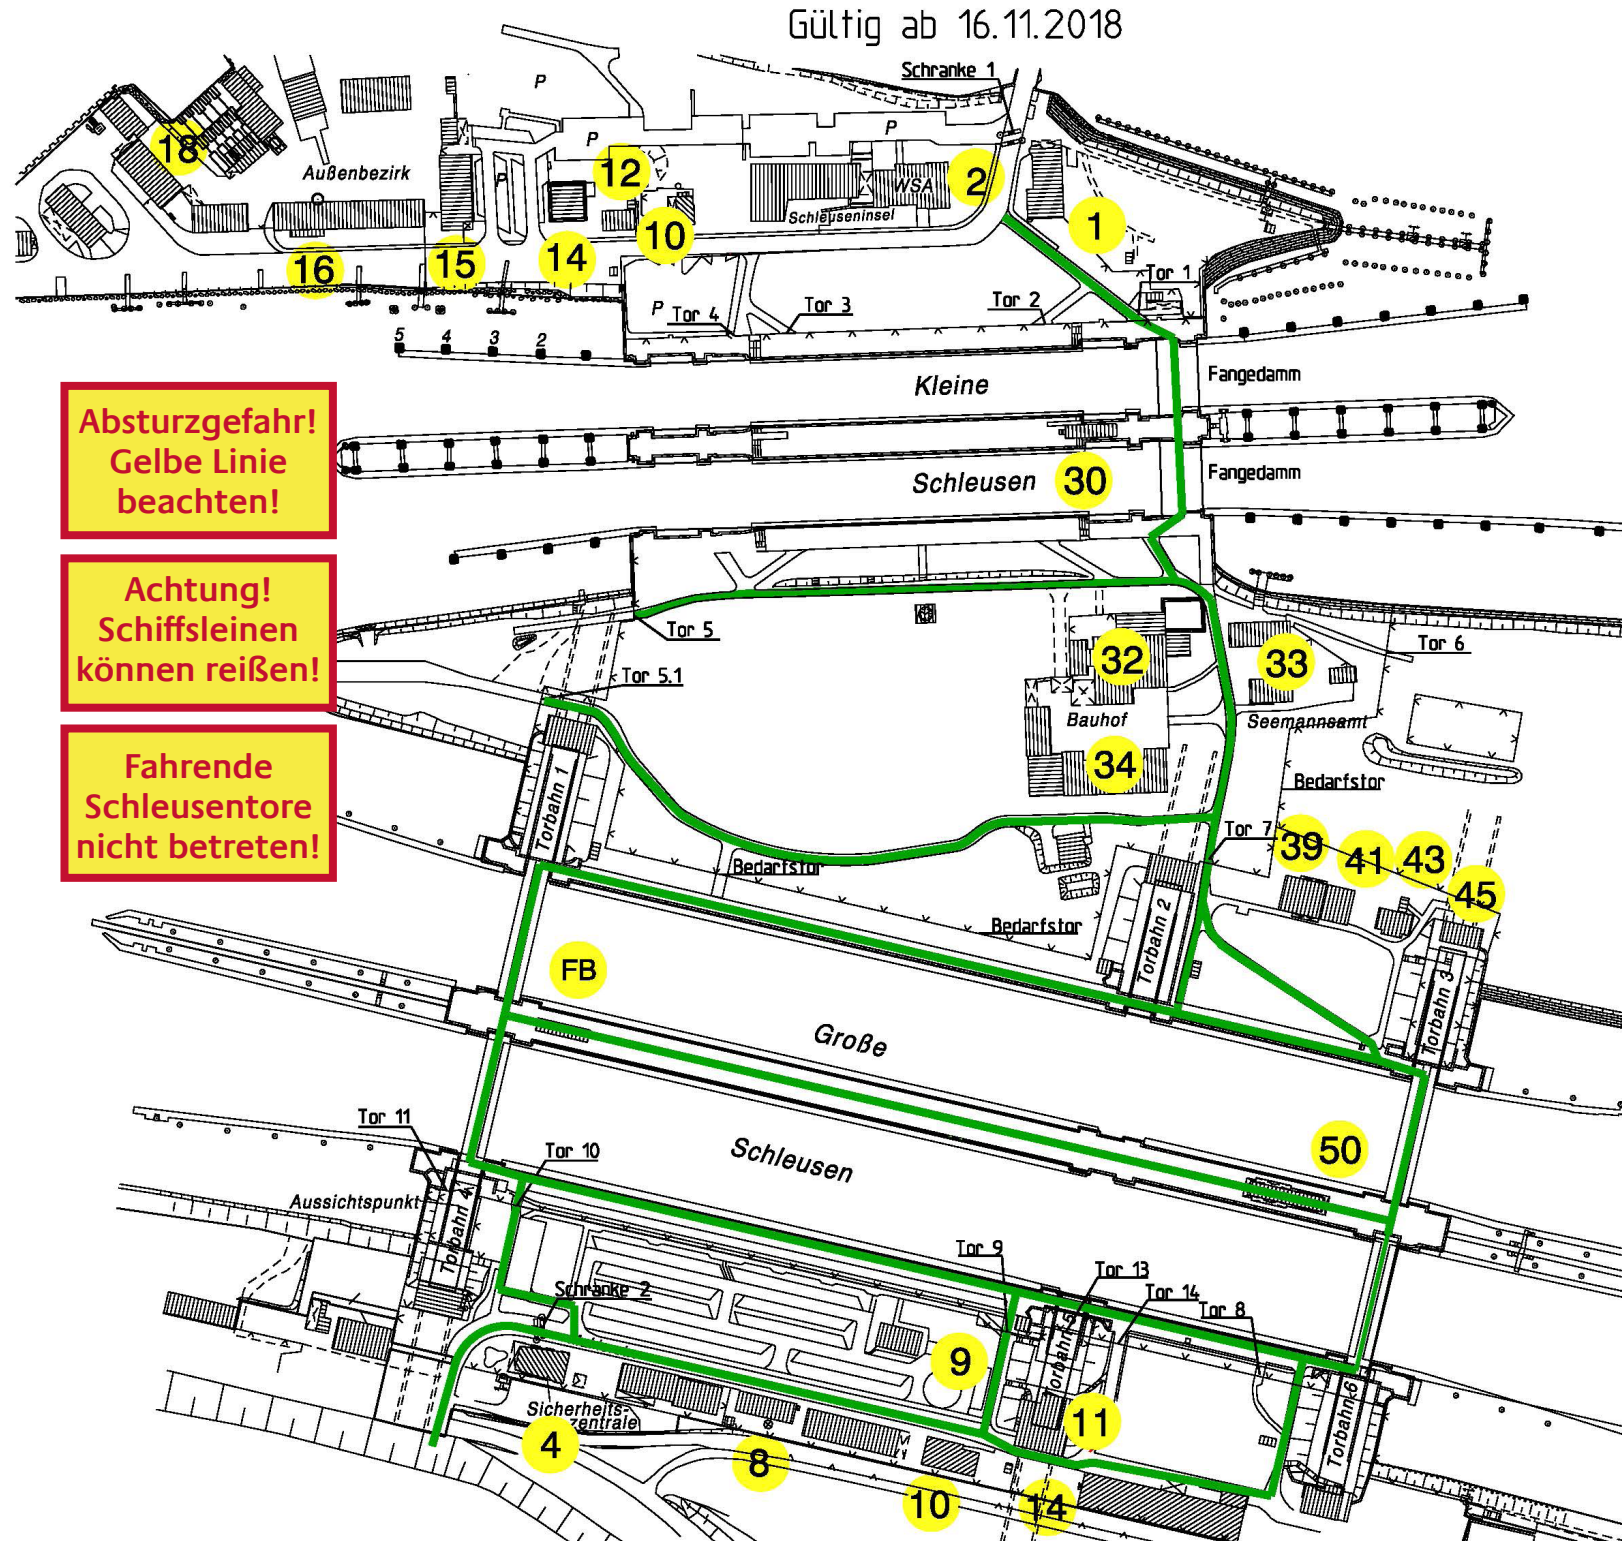 Gültig ab 16.11.2018
Schranke 1
P
P
P
P
P
18
Außenbezirk
12
WSA
2
Schleuseninsel
1
10
16
15
14
Tor 1
Tor 2
Tor 3
Tor 4
5
4
3
2
Kleine
Fangedamm
Absturzgefahr!
Gelbe Linie
beachten!
Schleusen
30
Fangedamm
Achtung!
Schiffsleinen
können reißen!
Tor 5
Tor 6
32
33
Tor 5.1
Bauhof
Seemannsamt
34
Fahrende
Schleusentore
nicht betreten!
Bedarfstor
Torbahn 1
Tor 7
39
41
43
45
Bedarfstor
Bedarfstor
Torbahn 2
FB
Torbahn 3
Große
Tor 11
Tor 10
Schleusen
50
Aussichtspunkt
Torbahn 4
Tor 9
Tor 13
Tor 14
Tor 8
Schranke 2
Torbahn 5
9
Torbahn 6
11
Sicherheits-
zentrale
4
8
10
14